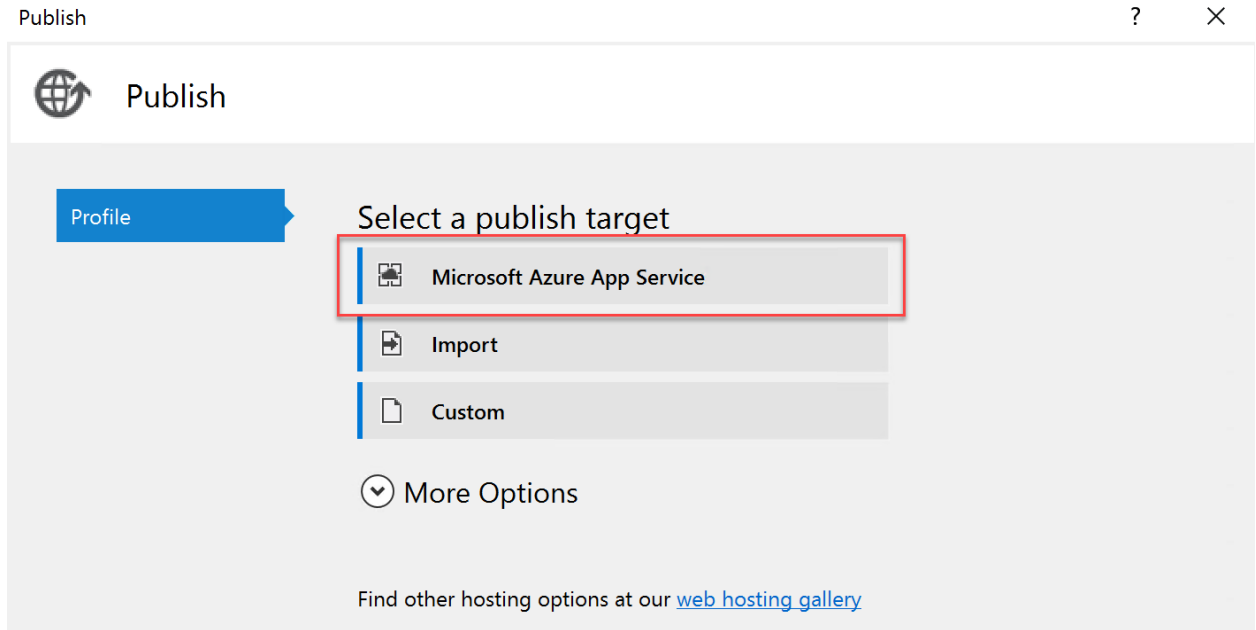 Publish
?
Publish
Profile
Select a publish target
Microsoft Azure App Service
Import
Custom
More Options
Find other hosting options at our web hosting gallery